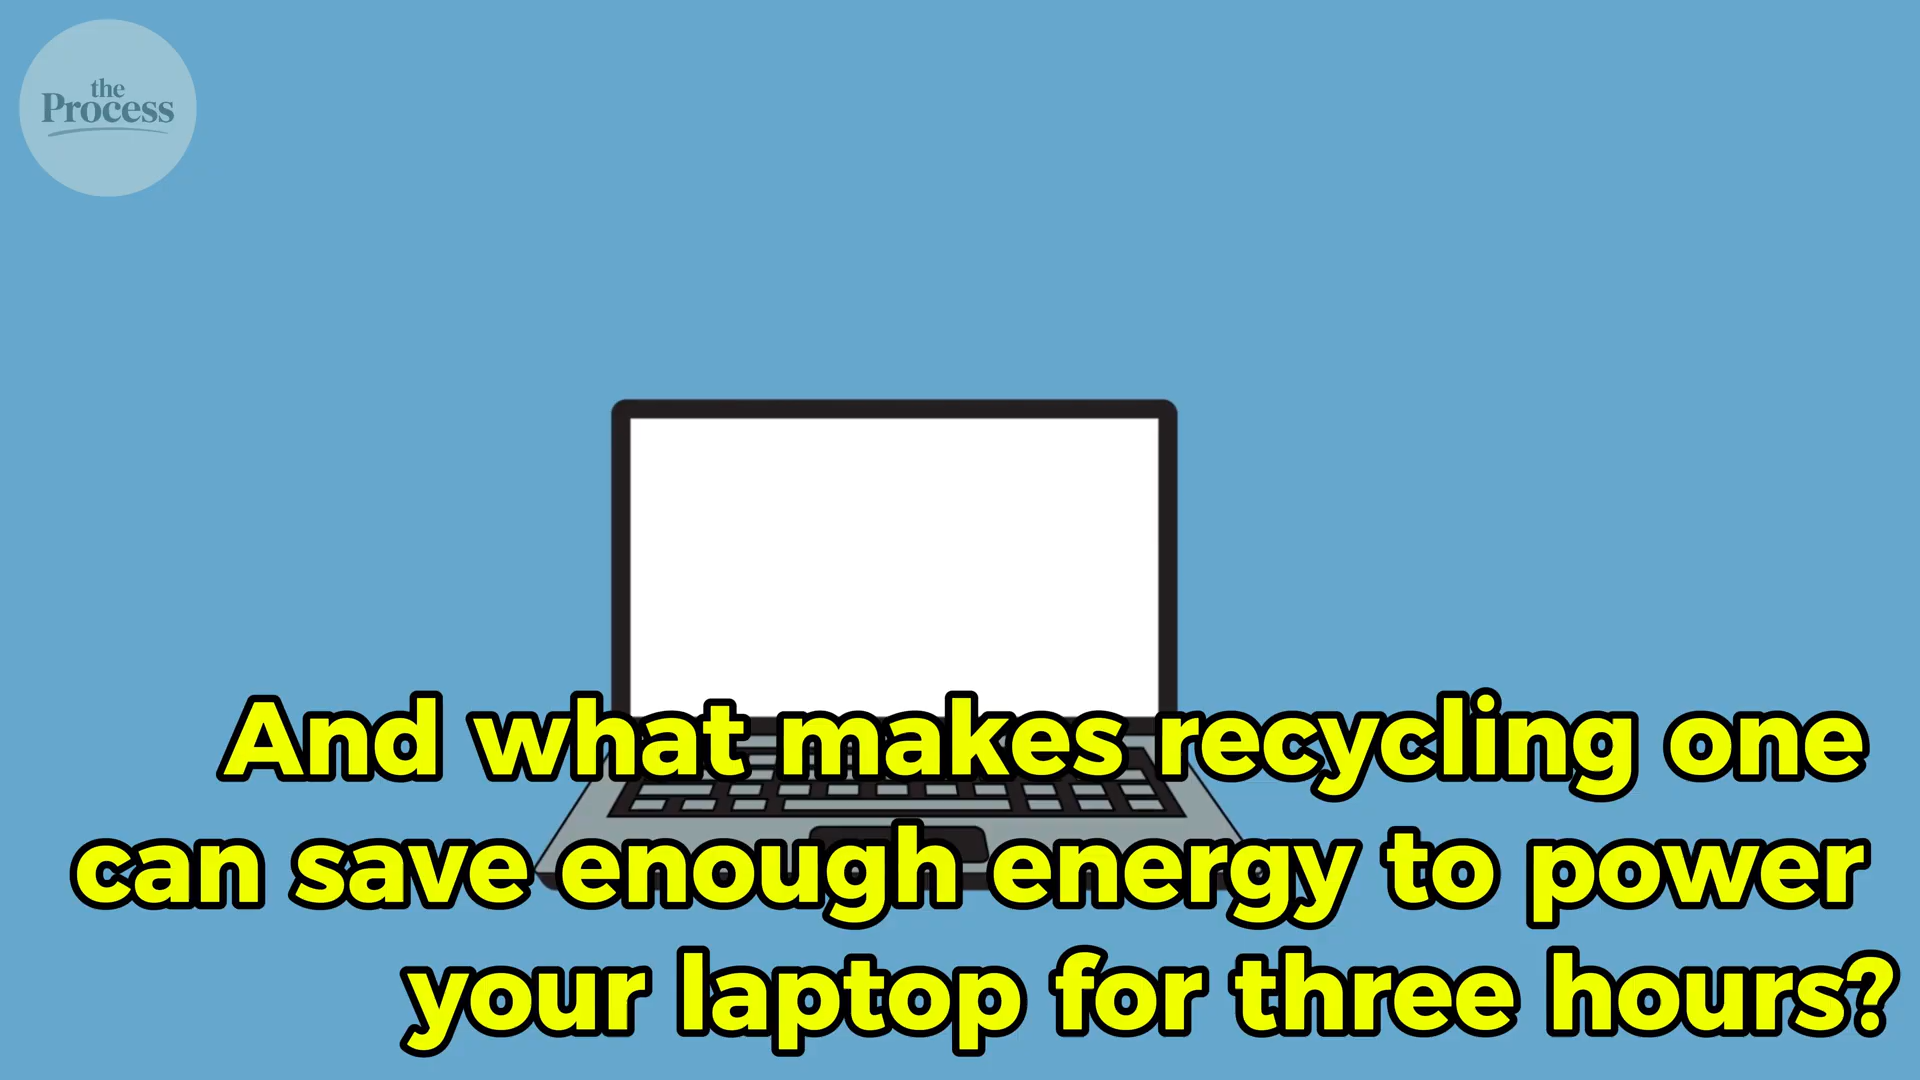 the
Process
And what makes recycling one
can save enough energy to power
your laptop for three hours?